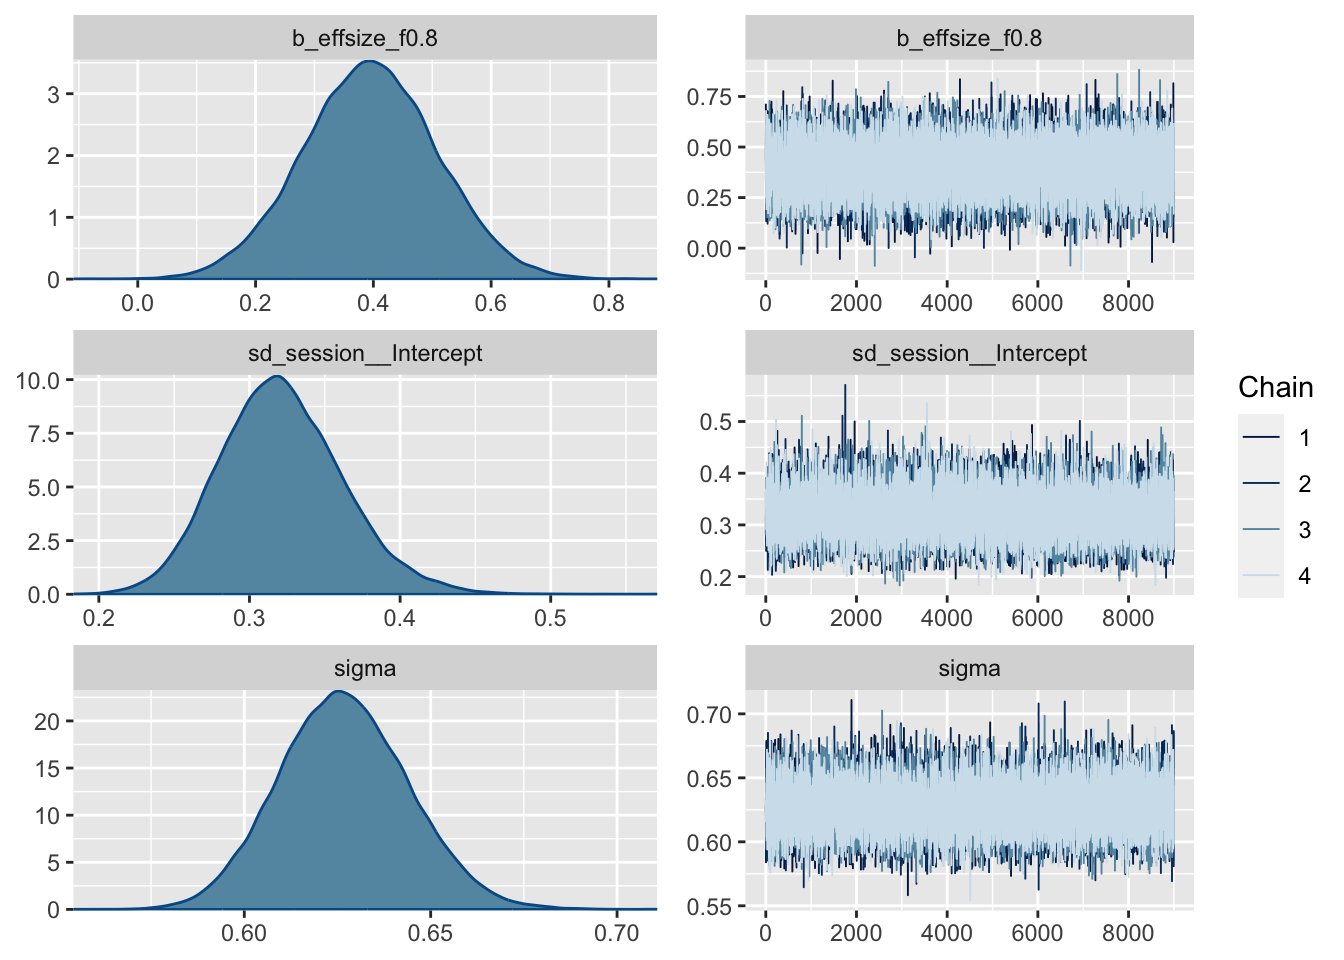 b_effsize_f0.8
3
2
1
0
0.0 0.2 0.4 0.6 0.8
b_effsize_f0.8
0.75
0.50
0.25
0.00
0 2000 4000 6000 8000
sd_session__Intercept
10.0
7.5
5.0
2.5
0.0
0.2 0.3 0.4 0.5
sd_session__Intercept
0.5
0.4
0.3
0.2
0 2000 4000 6000 8000
sigma
20
15
10
5
0
0.60 0.65 0.70
sigma
0.70
0.65
0.60
0.55
0 2000 4000 6000 8000
Chain
1
2
3
4